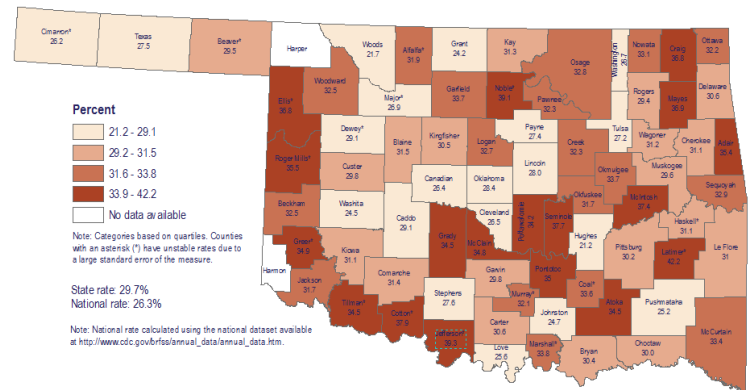 Cimarron* 26.2
Texas 27.5
Beaver* 29.5
Harper
Woods 21.7
Alfalfa* 31.9
Grant 24.2
Kay 31.3
Osage 32.8
Washington 26.7
Nowata 33.1
Craig 36.8
Ottawa 32.2
Ellis* 36.8
Woodward 32.5
Major* 26.9
Garfield 33.7
Noble* 39.1
Pawnee 32.3
Rogers 29.4
Mayes 36.9
Delaware 30.6
Roger Mills* 35.5
Dewey* 29.1
Blaine 31.5
Kingfisher 30.5
Logan 32.7
Payne 27.4
Creek 32.3
Tulsa 27.2
Wagoner 31.2
Cherokee 31.1
Adair 35.4
Custer 29.8
Canadian 26.4
Oklahoma 28.4
Lincoln 28.0
Okmulgee 33.7
Muskogee 29.6
Sequoyah 32.9
Beckham 32.5
Washita 24.5
Caddo 29.1
Cleveland 26.5
Pottawatomie
Seminole 37.7
Okfuskee 31.7
McIntosh 37.4
Haskell* 31.1
Greer* 34.9
Kiowa 31.1
Grady 34.5
McClain 34.8
Hughes 21.2
Pittsburg 30.2
Latimer* 42.2
Le Flore 31
Harmon
Jackson 31.7
Comanche 31.4
Garvin 29.8
Pontotoc 35
Coal* 33.6
Tillman* 34.5
Cotton* 37.9
Stephens 27.6
Murray* 32.1
Johnston 24.7
Atoka 34.5
Pushmataha 25.2
McCurtain 33.4
Jefferson* 39.3
Carter 30.6
Love 25.6
Marshall* 33.8
Bryan 30.4
Choctaw 30.0
Percent
21.2 - 29.1
29.2 - 31.5
31.6 - 33.8
33.9 - 42.2
No data available
Note: Categories based on quartiles. Counties
with an asterisk (*) have unstable rates due to
a large standard error of the measure.
State rate: 29.7%
National rate: 26.3%
Note: National rate calculated using the national dataset available
at http://www.cdc.gov/brfss/annual_data/annual_data.htm.